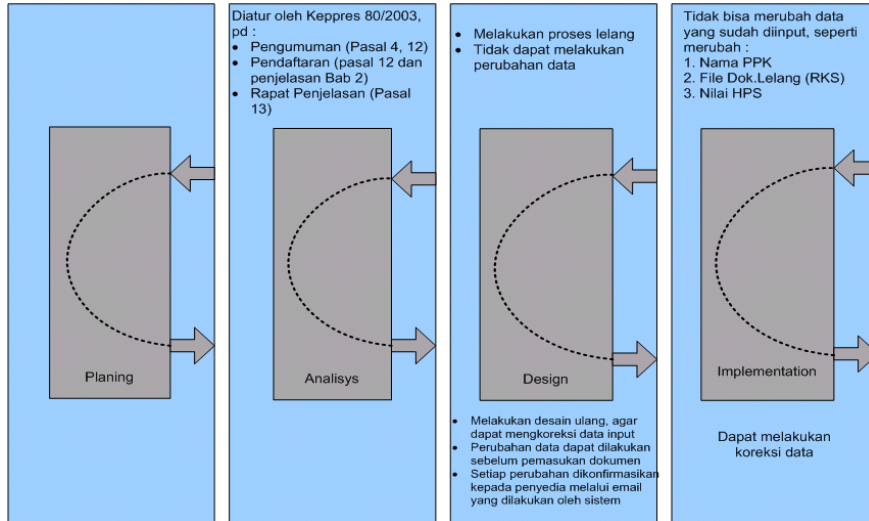 Planing
Diatur oleh Keppres 80/2003,
pd :
• Pengumuman (Pasal 4, 12)
• Pendaftaran (pasal 12 dan
penjelasan Bab 2)
• Rapat Penjelasan (Pasal
13)
Analisys
• Melakukan proses lelang
• Tidak dapat melakukan
perubahan data
Design
• Melakukan desain ulang, agar
dapat mengkoreksi data input
• Perubahan data dapat dilakukan
sebelum pemasukan dokumen
• Setiap perubahan dikonfirmasikan
kepada penyedia melalui email
yang dilakukan oleh sistem
Tidak bisa merubah data
yang sudah diinput, seperti
merubah :
1. Nama PPK
2. File Dok.Lelang (RKS)
3. Nilai HPS
Implementation
Dapat melakukan
koreksi data